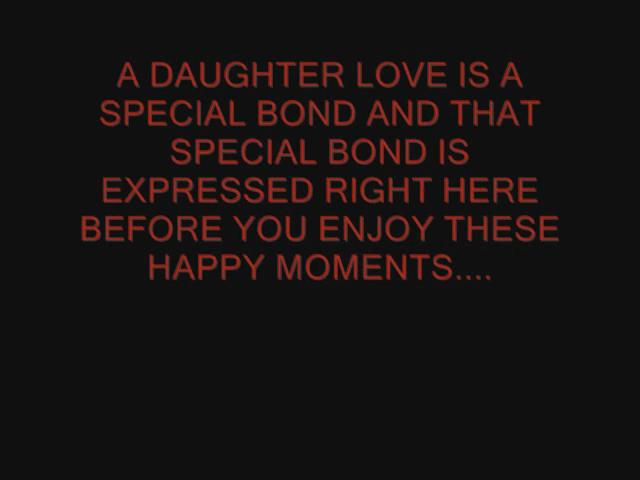 A DAUGHTER LOVE IS A
SPECIAL BOND AND THAT
SPECIAL BOND IS
EXPRESSED RIGHT HERE
BEFORE YOU ENJOY THESE
HAPPY MOMENTS....